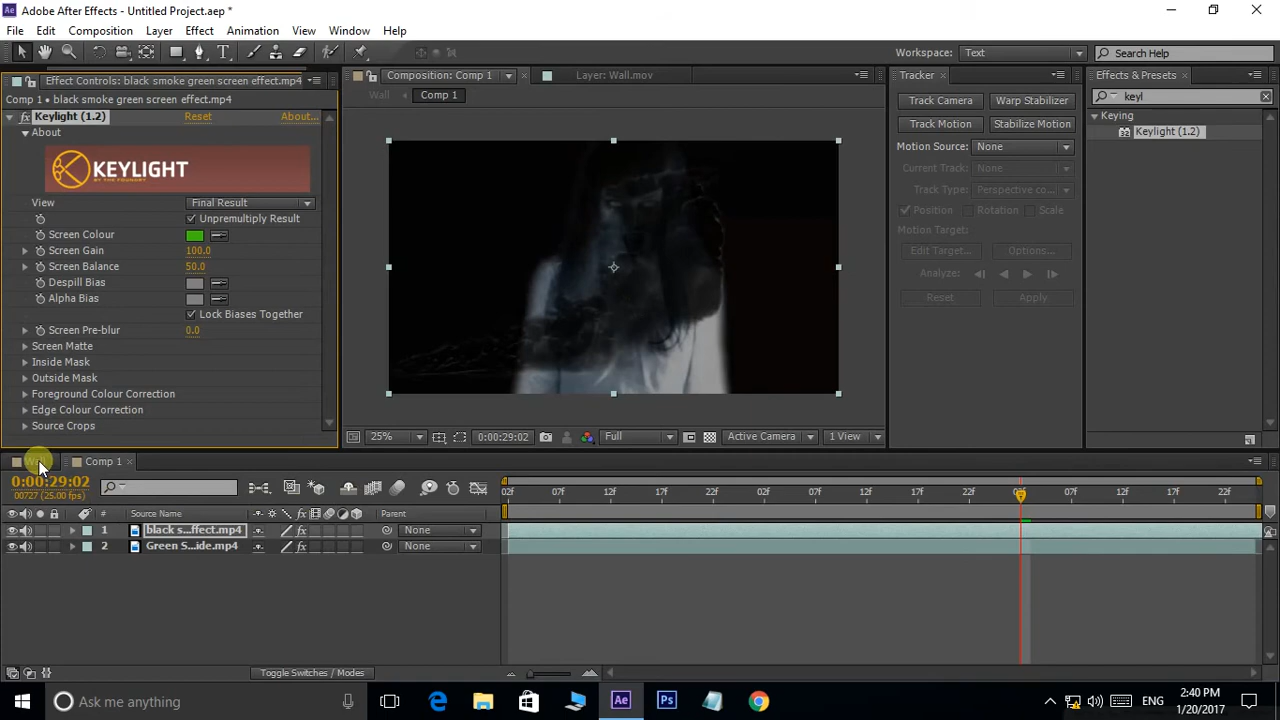 Adobe After Effects - Untitled Project.aep *
File Edit Composition Layer Effect Animation View Window Help
Workspace: Text Search Help
Effect Controls: black smoke green screen effect.mp4
Comp 1 • black smoke green screen effect.mp4
fx Keylight (1.2) Reset About...
About
KEYLIGHT
BY THE FOUNDRY
View Final Result
Unpremultiply Result
Screen Colour
Screen Gain 100.0
Screen Balance 50.0
Despill Bias
Alpha Bias
Lock Biases Together
Screen Pre-blur 0.0
Screen Matte
Inside Mask
Outside Mask
Foreground Colour Correction
Edge Colour Correction
Source Crops
Composition: Comp 1 Layer: Wall.mov
Wall Comp 1
25% 0:00:29:02 Full Active Camera 1 View
Tracker
Track Camera Warp Stabilizer
Track Motion Stabilize Motion
Motion Source: None
Current Track: None
Track Type: Perspective co...
Position Rotation Scale
Motion Target:
Edit Target... Options...
Analyze:
Reset Apply
Effects & Presets
keyl
Keying
Keylight (1.2)
Comp 1
0:00:29:02
00727 (25.00 fps)
02f 07f 12f 17f 22f 02f 07f 12f 17f 22f 07f 12f 17f 22f
# Source Name Parent
1 black s...ffect.mp4 fx None
2 Green S...ide.mp4 fx None
Toggle Switches / Modes
Ask me anything
Ae Ps
ENG
2:40 PM
1/20/2017